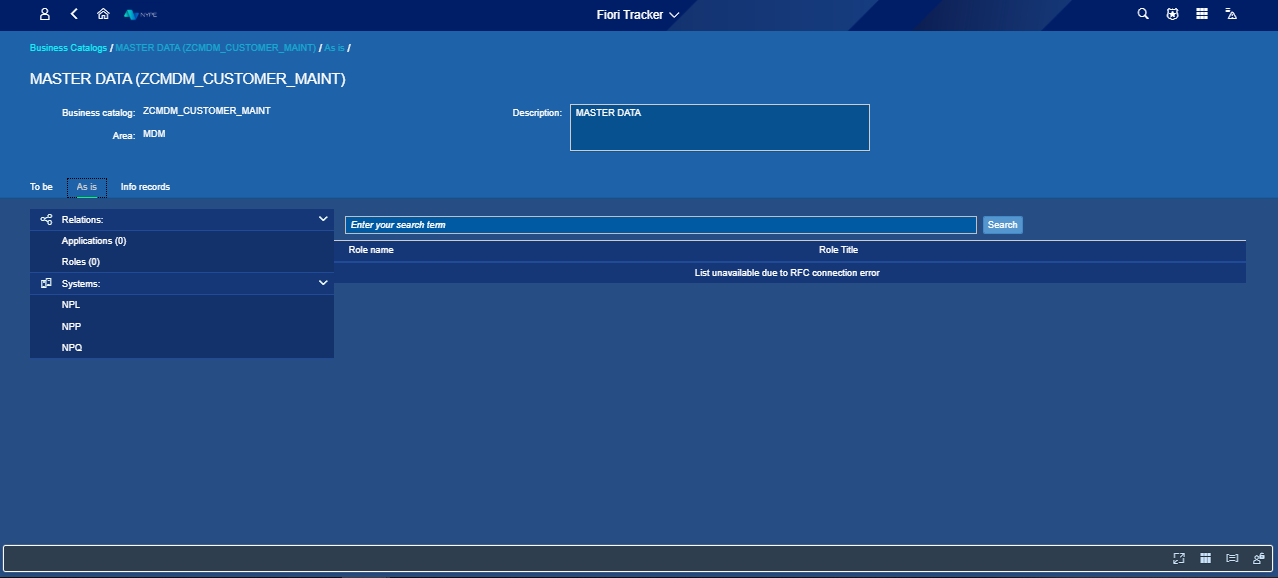 NYPE
Fiori Tracker
Business Catalogs / MASTER DATA (ZCMDM_CUSTOMER_MAINT) / As is /
MASTER DATA (ZCMDM_CUSTOMER_MAINT)
Business catalog: ZCMDM_CUSTOMER_MAINT
Area: MDM
Description: MASTER DATA
To be As is Info records
Relations:
Applications (0)
Roles (0)
Systems:
NPL
NPP
NPQ
Enter your search term Search
Role name Role Title
List unavailable due to RFC connection error